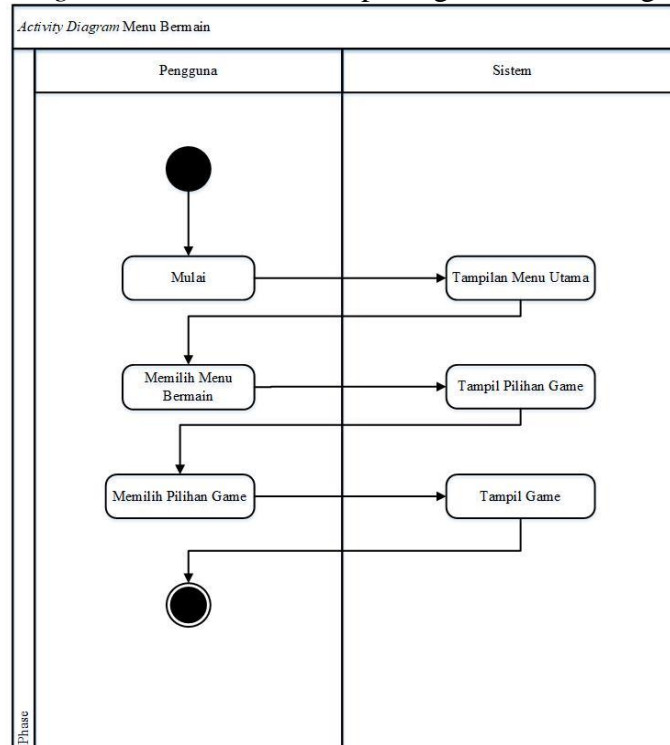 Activity Diagram Menu Bermain
Pengguna
Sistem
Mulai
Tampilan Menu Utama
Memilih Menu
Bermain
Tampil Pilihan Game
Memilih Pilihan Game
Tampil Game
Phase